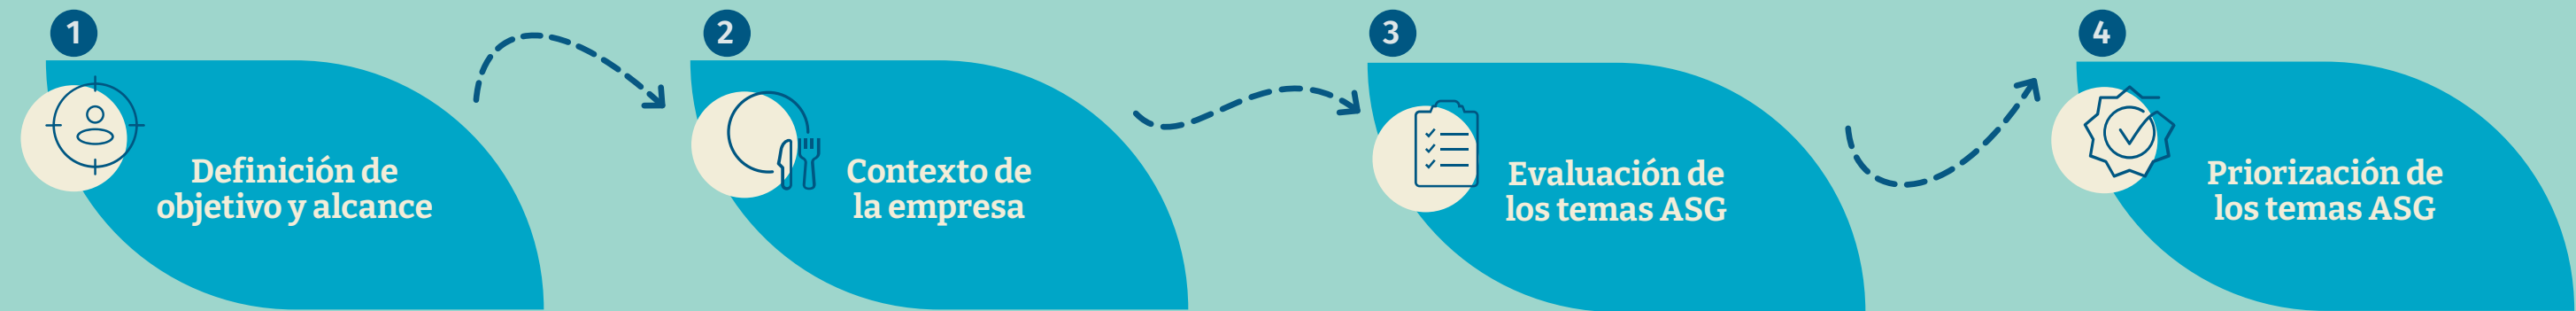 1
Definición de
objetivo y alcance
2
Contexto de
la empresa
3
Evaluación de
los temas ASG
4
Priorización de
los temas ASG